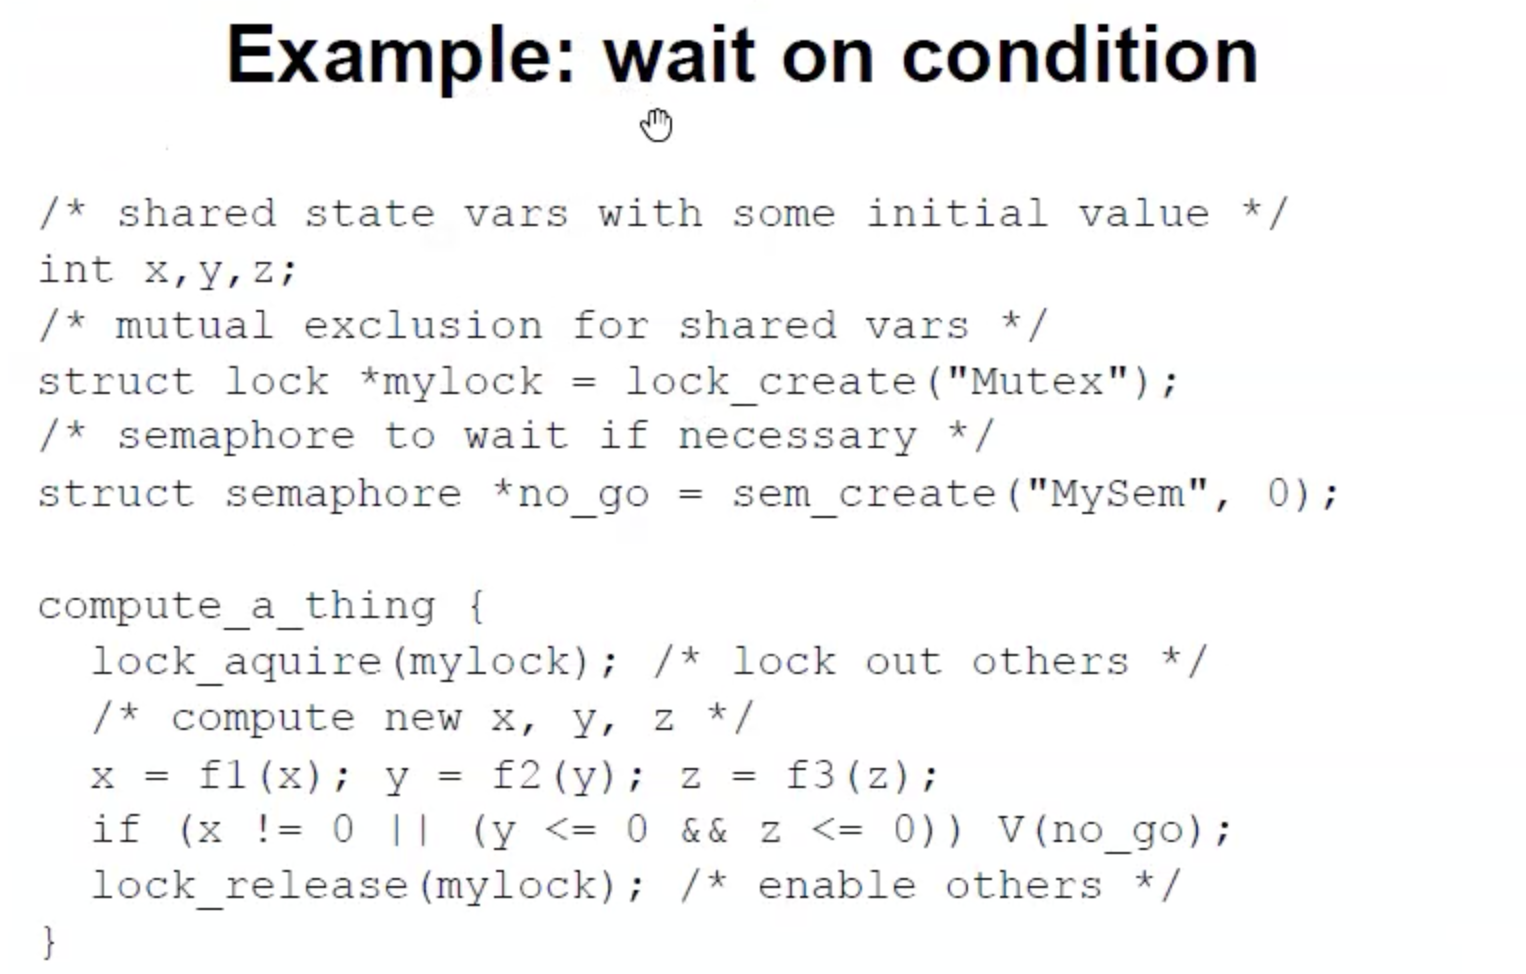 Example: wait on condition
/* shared state vars with some initial value */
int x,y,z;
/* mutual exclusion for shared vars */
struct lock *mylock = lock_create("Mutex");
/* semaphore to wait if necessary */
struct semaphore *no_go = sem_create("MySem", 0);
compute_a_thing {
lock_aquire(mylock); /* lock out others */
/* compute new x, y, z */
x = f1(x); y = f2(y); z = f3(z);
if (x != 0 || (y <= 0 && z <= 0)) V(no_go);
lock_release(mylock); /* enable others */
}